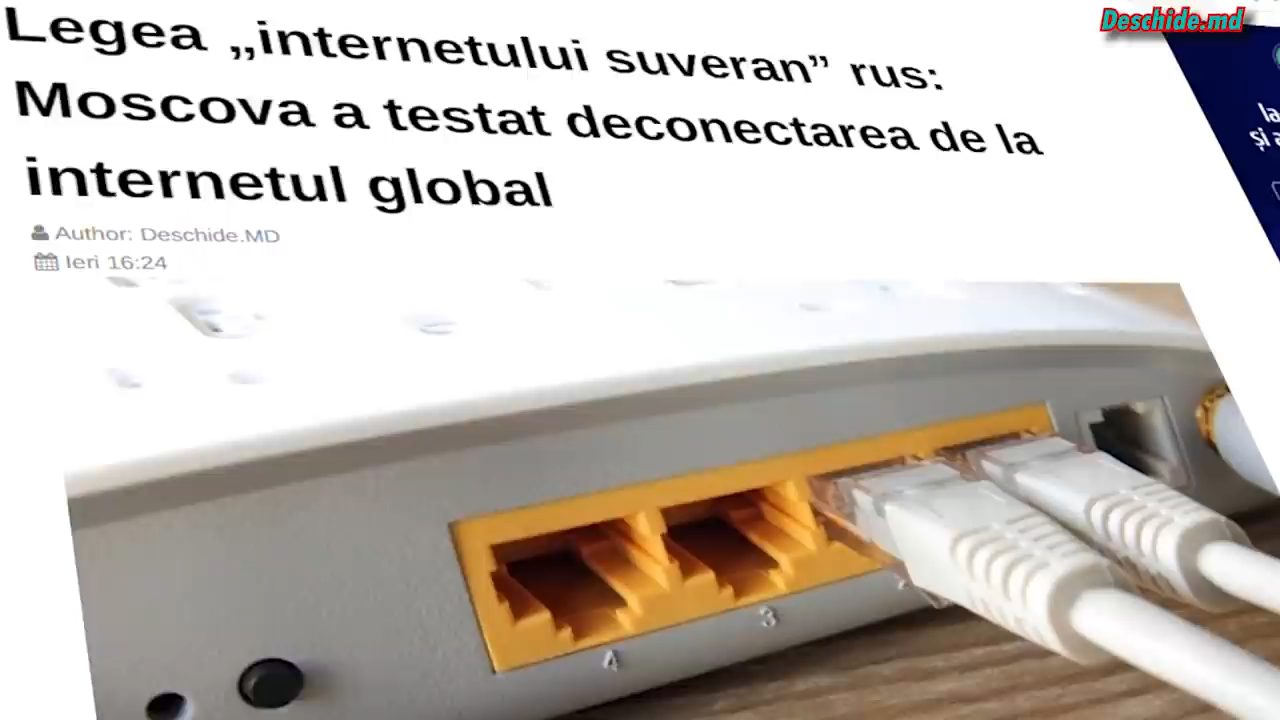 Deschide.md
Legea „internetului suveran” rus:
Moscova a testat deconectarea de la
internetul global
Author: Deschide.MD
Ieri 16:24
și a
4
3